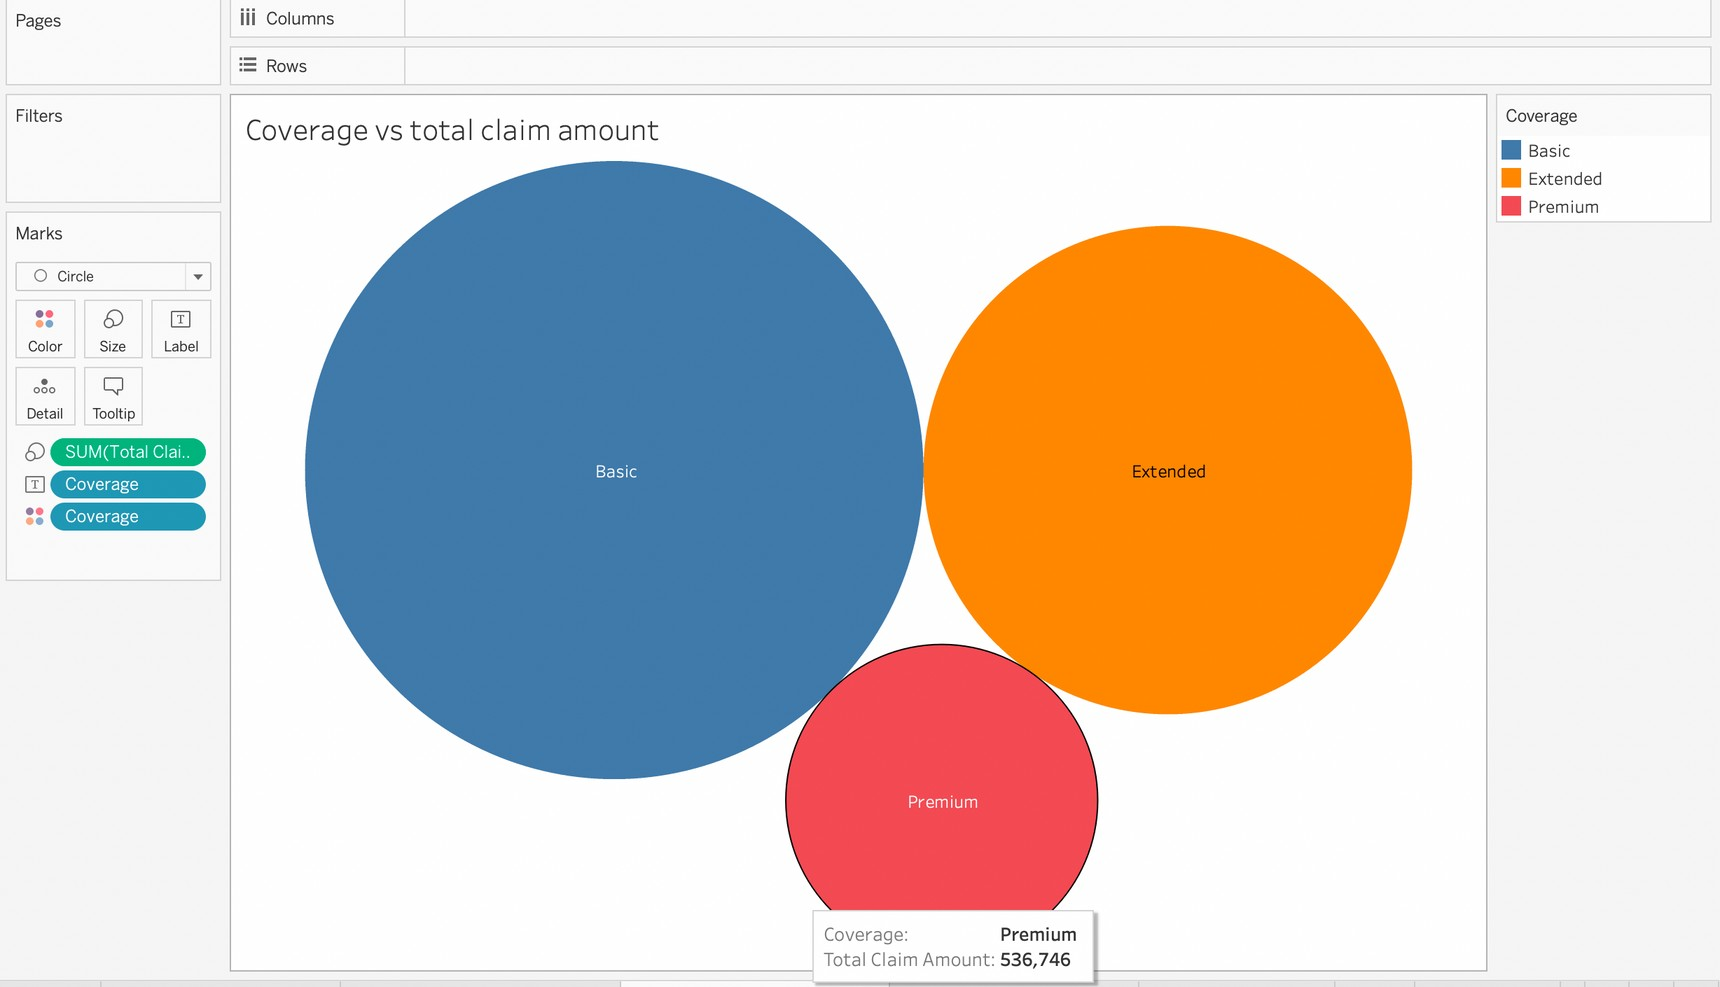 Pages
Columns
Rows
Filters
Marks
Circle
Color
Size
Label
Detail
Tooltip
SUM(Total Clai..
Coverage
Coverage
Coverage vs total claim amount
Basic
Extended
Premium
Coverage: Premium
Total Claim Amount: 536,746
Coverage
Basic
Extended
Premium